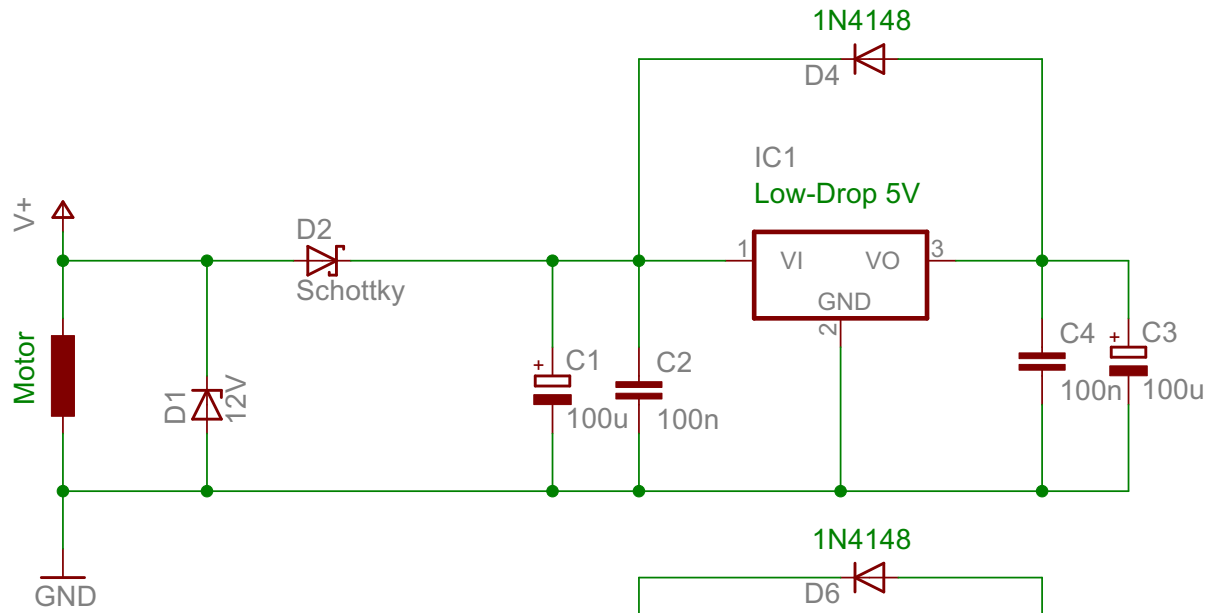 1N4148
D4
IC1
Low-Drop 5V
V+
D2
Schottky
1
VI
VO
3
GND
2
Motor
D1
12V
+
C1
100u
C2
100n
C4
100n
+
C3
100u
GND
1N4148
D6